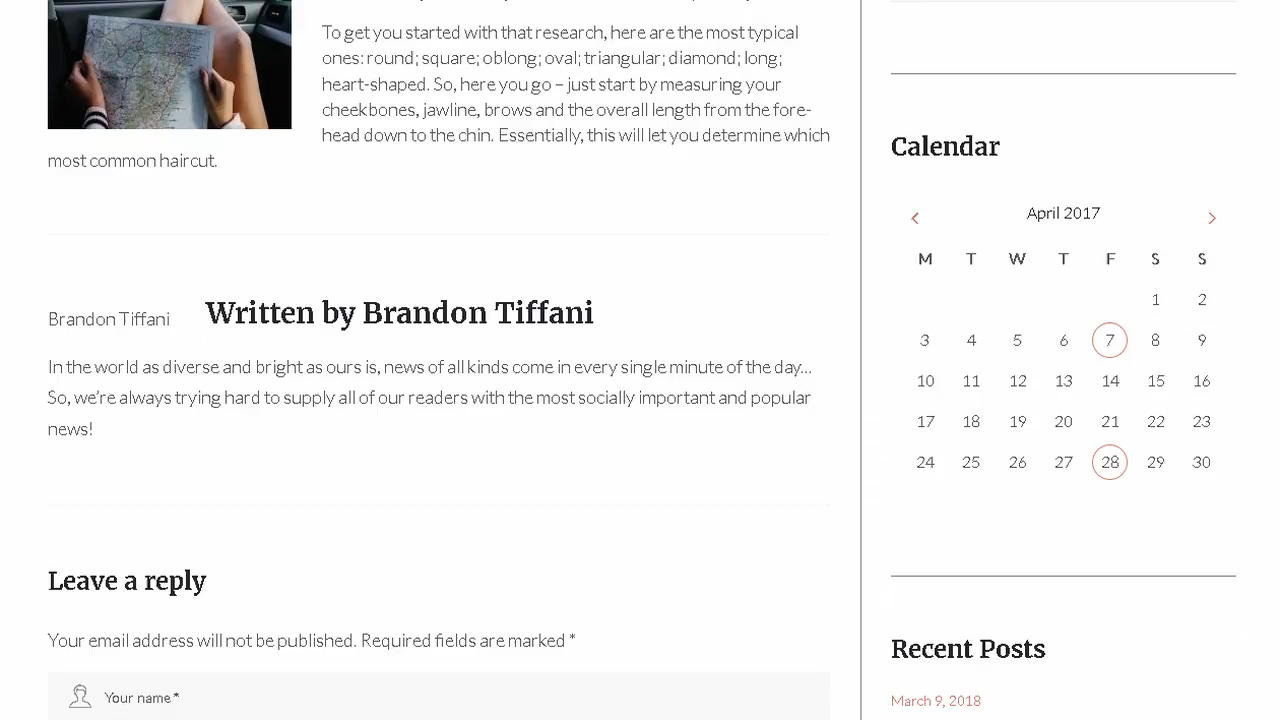 To get you started with that research, here are the most typical
ones: round; square; oblong; oval; triangular; diamond; long;
heart-shaped. So, here you go – just start by measuring your
cheekbones, jawline, brows and the overall length from the fore-
head down to the chin. Essentially, this will let you determine which
most common haircut.
Brandon Tiffani
Written by Brandon Tiffani
In the world as diverse and bright as ours is, news of all kinds come in every single minute of the day...
So, we’re always trying hard to supply all of our readers with the most socially important and popular
news!
Leave a reply
Your email address will not be published. Required fields are marked *
Your name *
Calendar
April 2017
M T W T F S S
1 2
3 4 5 6 7 8 9
10 11 12 13 14 15 16
17 18 19 20 21 22 23
24 25 26 27 28 29 30
Recent Posts
March 9, 2018